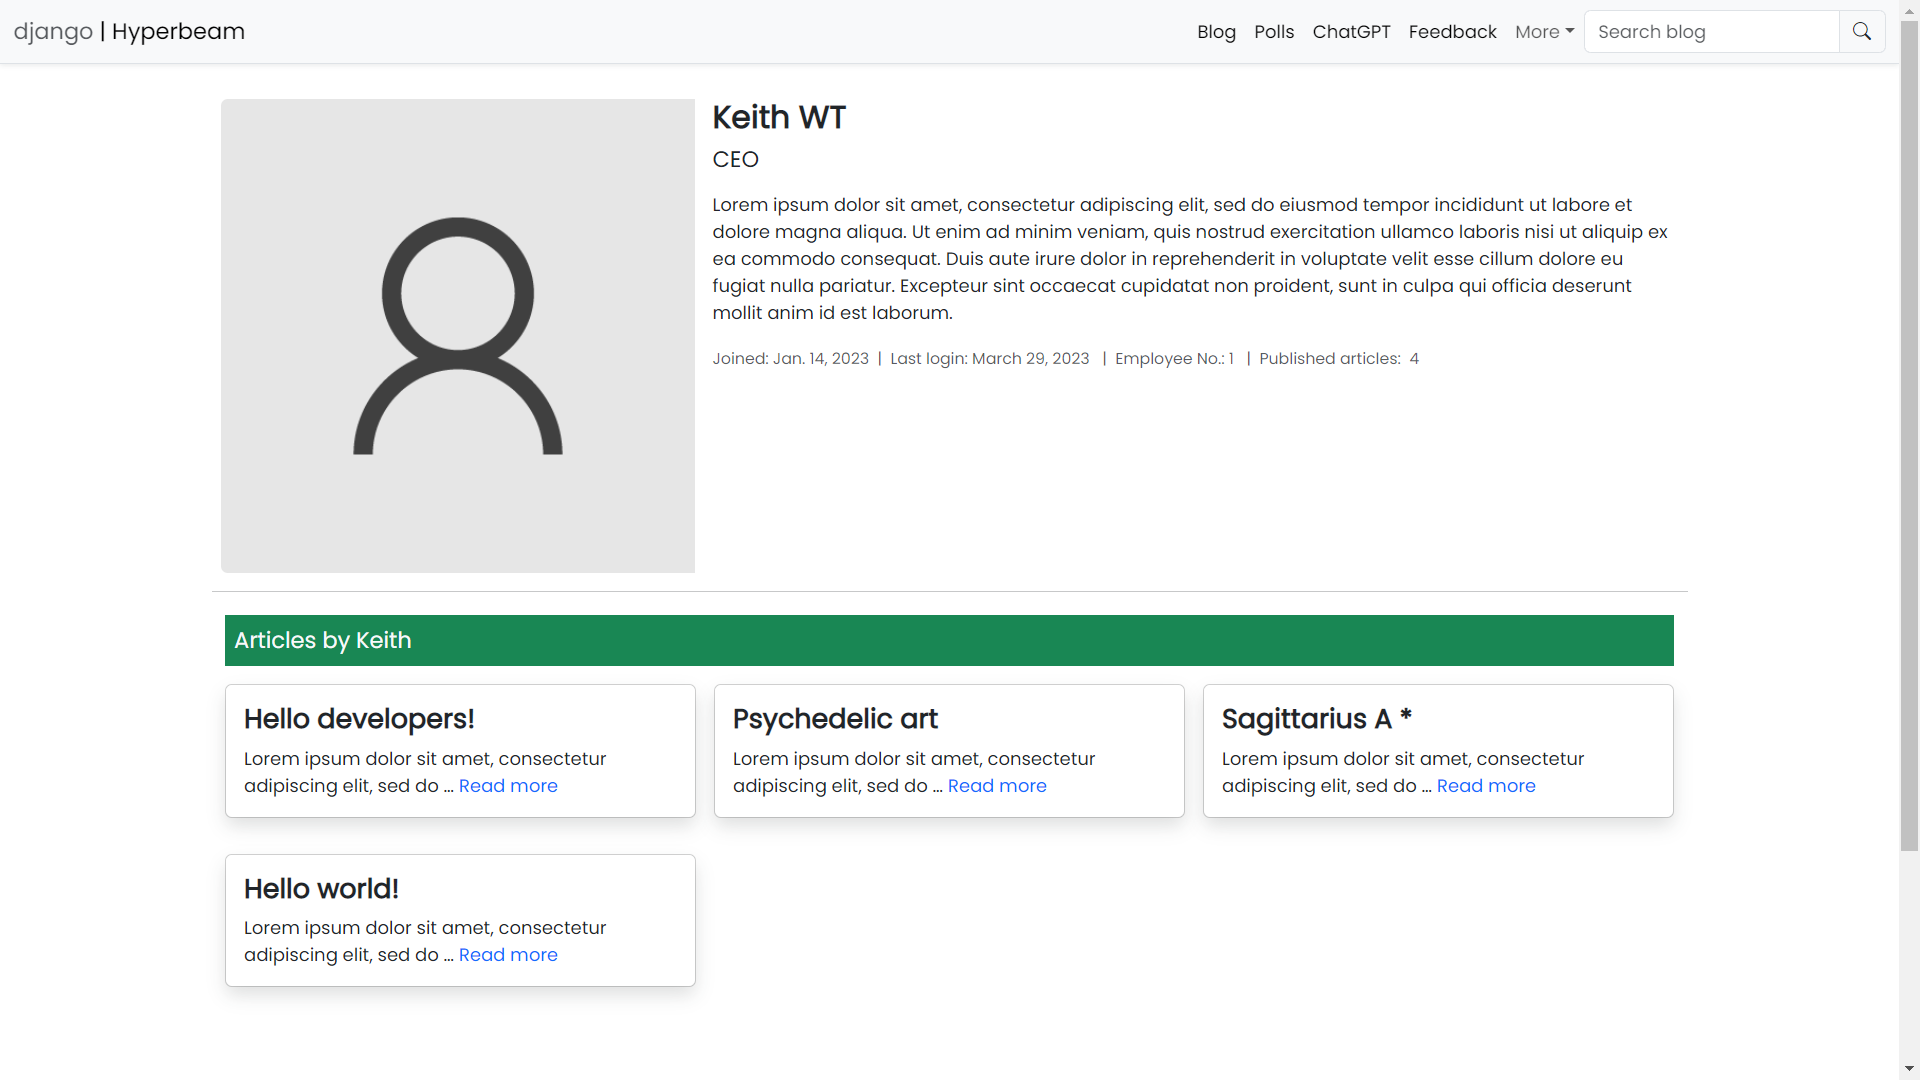 django | Hyperbeam
Blog Polls ChatGPT Feedback More Search blog
Keith WT
CEO
Lorem ipsum dolor sit amet, consectetur adipiscing elit, sed do eiusmod tempor incididunt ut labore et
dolore magna aliqua. Ut enim ad minim veniam, quis nostrud exercitation ullamco laboris nisi ut aliquip ex
ea commodo consequat. Duis aute irure dolor in reprehenderit in voluptate velit esse cillum dolore eu
fugiat nulla pariatur. Excepteur sint occaecat cupidatat non proident, sunt in culpa qui officia deserunt
mollit anim id est laborum.
Joined: Jan. 14, 2023 | Last login: March 29, 2023 | Employee No.: 1 | Published articles: 4
Articles by Keith
Hello developers!
Lorem ipsum dolor sit amet, consectetur
adipiscing elit, sed do ... Read more
Psychedelic art
Lorem ipsum dolor sit amet, consectetur
adipiscing elit, sed do ... Read more
Sagittarius A *
Lorem ipsum dolor sit amet, consectetur
adipiscing elit, sed do ... Read more
Hello world!
Lorem ipsum dolor sit amet, consectetur
adipiscing elit, sed do ... Read more